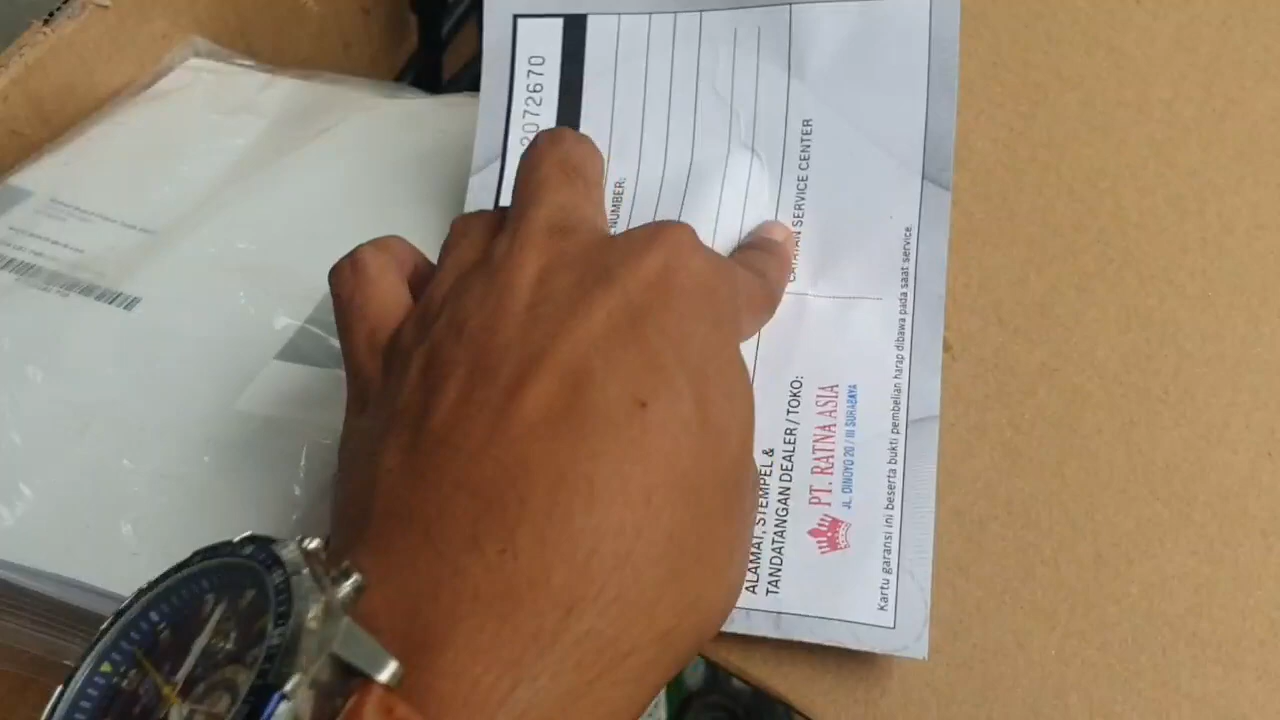 2072670
NUMBER:
CATATAN SERVICE CENTER
ALAMAT, STEMPEL &
TANDATANGAN DEALER / TOKO:
PT. RATNA ASIA
JL. DINOYO 20 / III SURABAYA
Kartu garansi ini beserta bukti pembelian harap dibawa pada saat service.